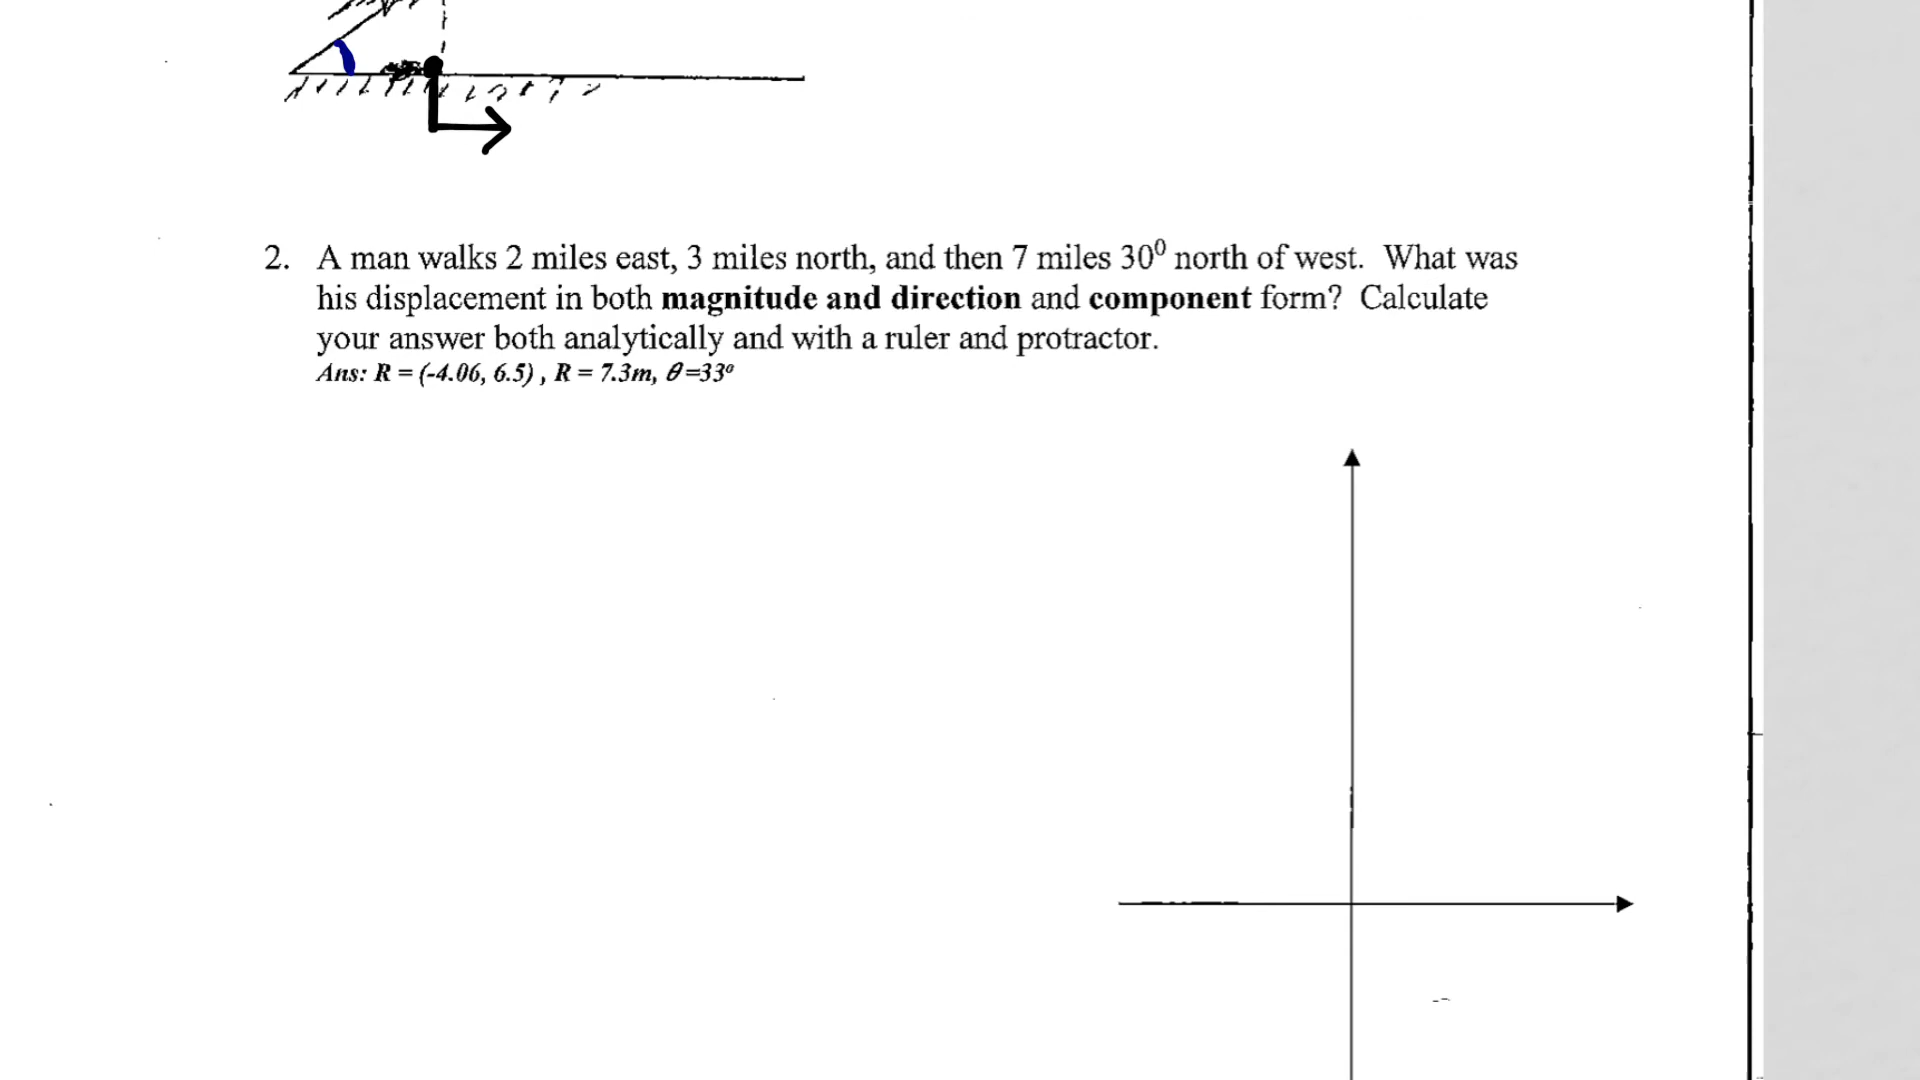 2. A man walks 2 miles east, 3 miles north, and then 7 miles 30⁰ north of west. What was
his displacement in both magnitude and direction and component form? Calculate
your answer both analytically and with a ruler and protractor.
Ans: R = (-4.06, 6.5) , R = 7.3m, θ=33º